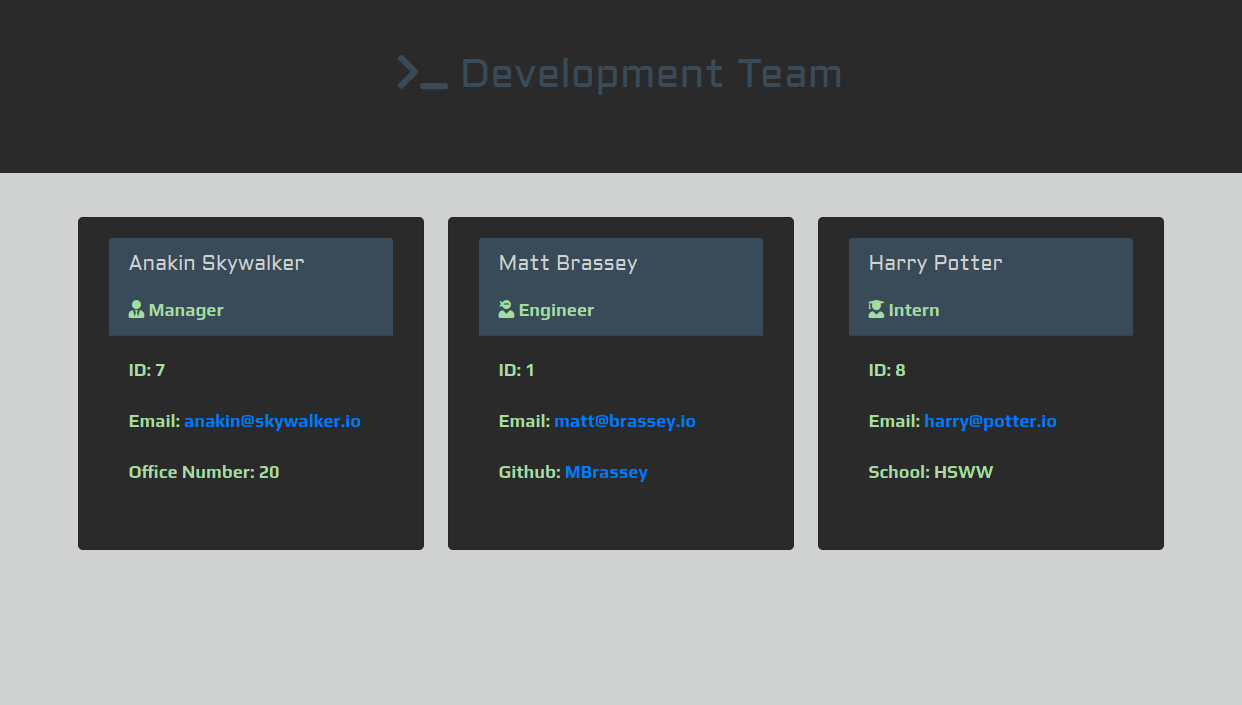 Development Team
Anakin Skywalker
Manager
ID: 7
Email: anakin@skywalker.io
Office Number: 20
Matt Brassey
Engineer
ID: 1
Email: matt@brassey.io
Github: MBrassey
Harry Potter
Intern
ID: 8
Email: harry@potter.io
School: HSWW